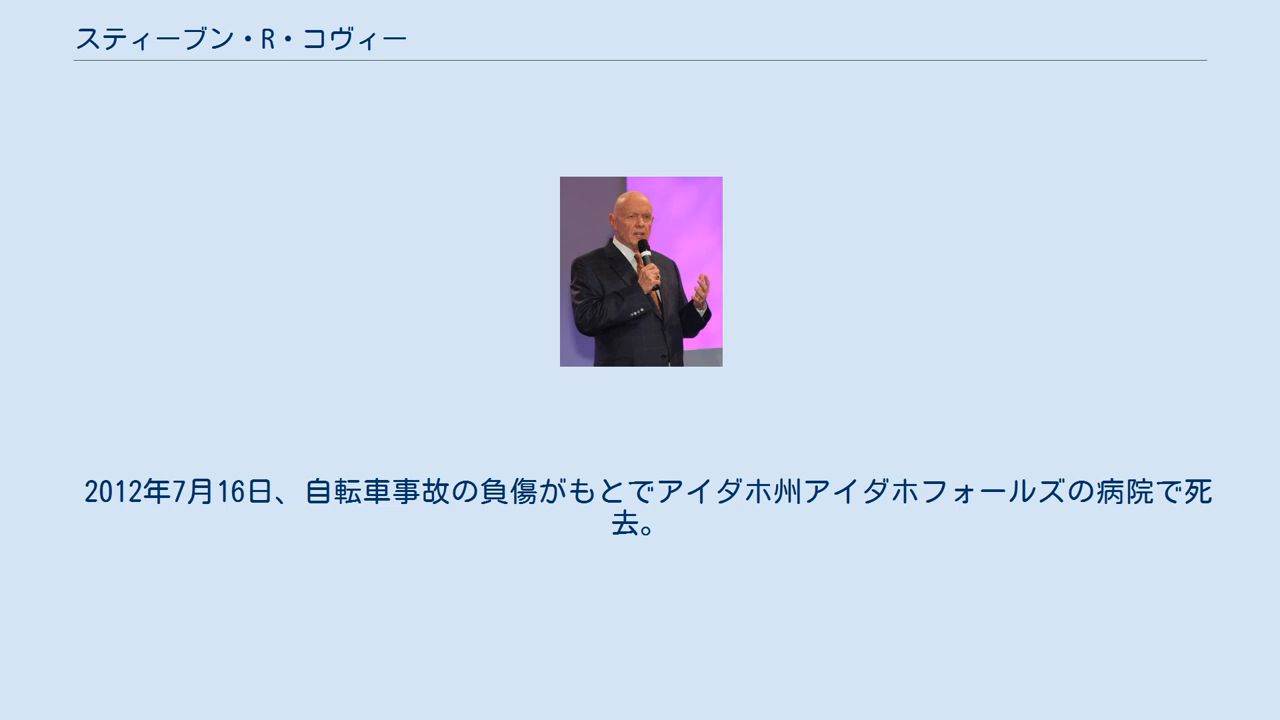 スティーブン・R・コヴィー
2012年7月16日、自転車事故の負傷がもとでアイダホ州アイダホフォールズの病院で死
去。